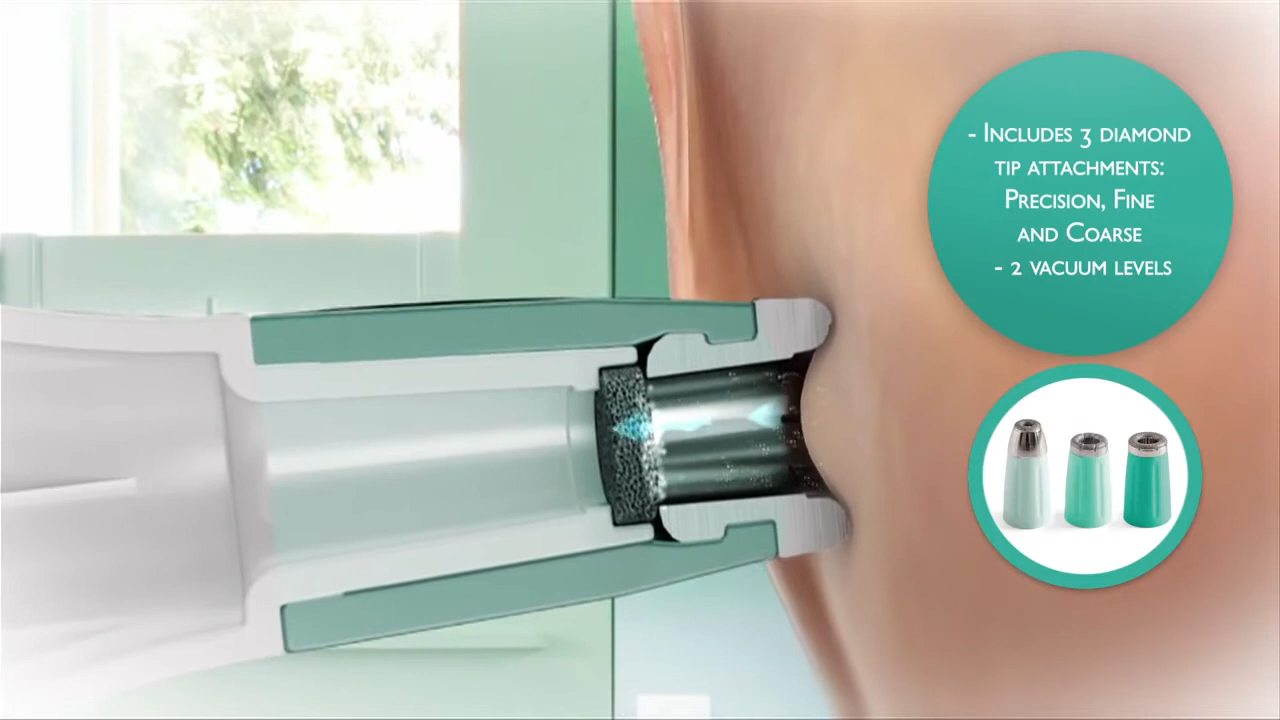 - Includes 3 diamond
tip attachments:
Precision, Fine
and Coarse
- 2 vacuum levels